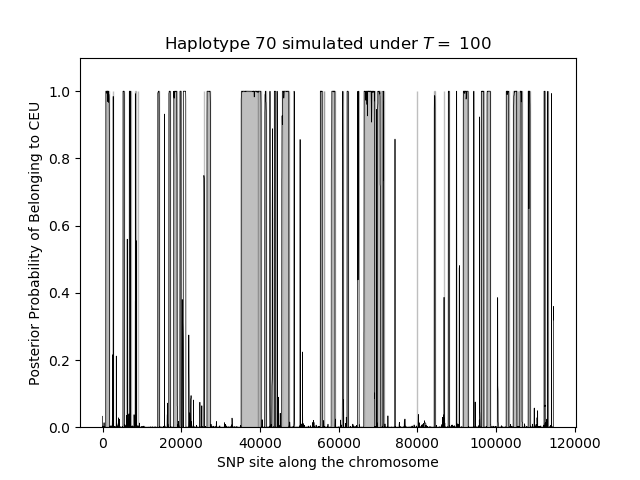 Haplotype 70 simulated under T = 100
Posterior Probability of Belonging to CEU
1.0
0.8
0.6
0.4
0.2
0.0
0 20000 40000 60000 80000 100000 120000
SNP site along the chromosome